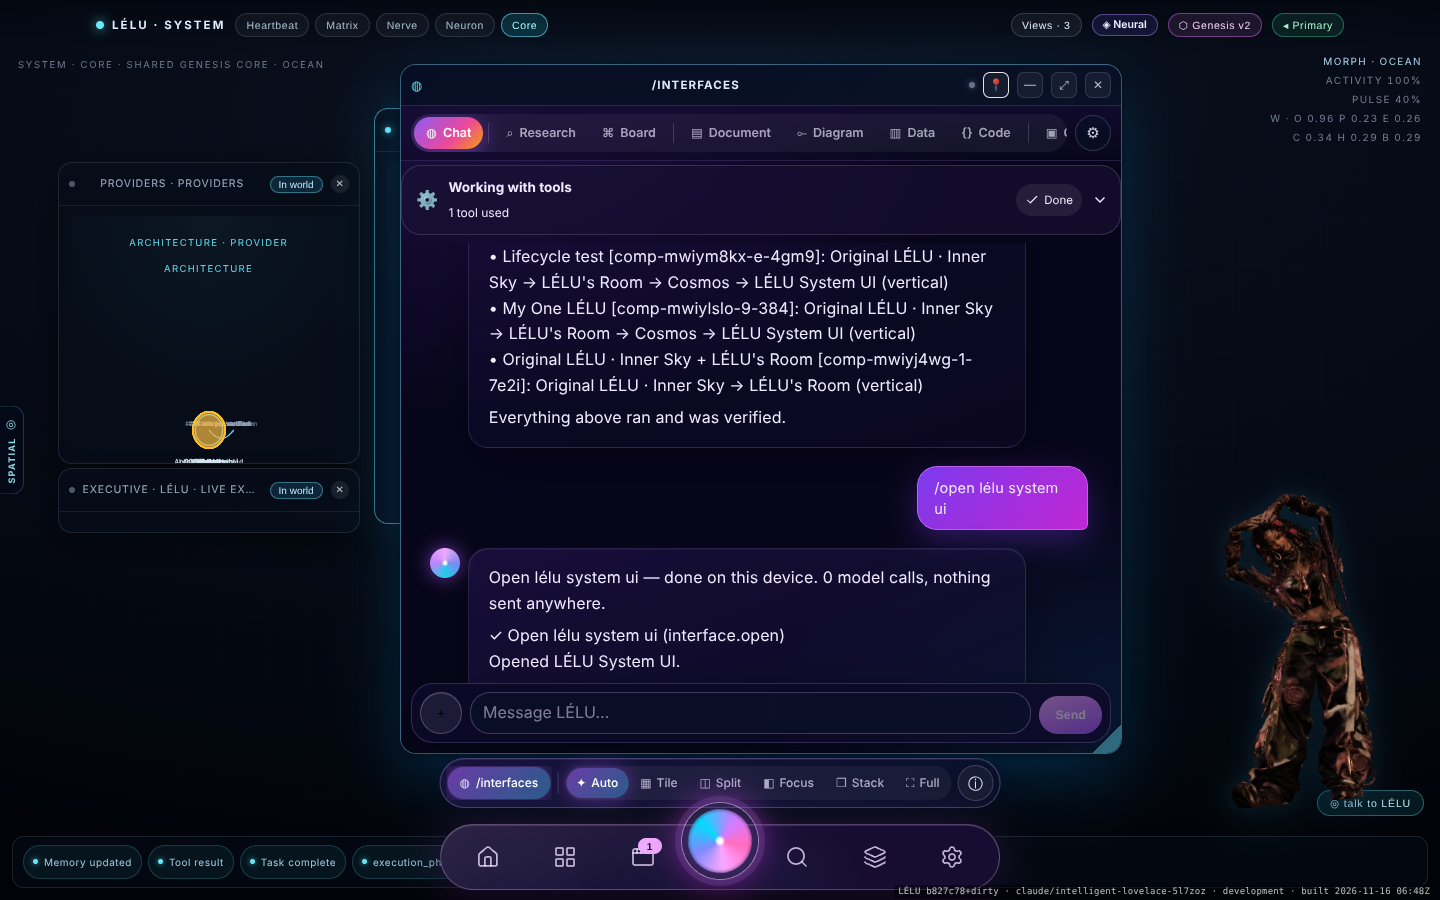 LÉLU · SYSTEM
Heartbeat
Matrix
Nerve
Neuron
Core
Views · 3
Neural
Genesis v2
Primary
SYSTEM · CORE · SHARED GENESIS CORE · OCEAN
MORPH · OCEAN
ACTIVITY 100%
PULSE 40%
W · O 0.96 P 0.23 E 0.26
C 0.34 H 0.29 B 0.29
/INTERFACES
Chat
Research
Board
Document
Diagram
Data
{} Code
Working with tools
1 tool used
Done
PROVIDERS · PROVIDERS
In world
ARCHITECTURE · PROVIDER
ARCHITECTURE
SPATIAL
EXECUTIVE · LÉLU · LIVE EX...
In world
• Lifecycle test [comp-mwiym8kx-e-4gm9]: Original LÉLU · Inner
Sky → LÉLU's Room → Cosmos → LÉLU System UI (vertical)
• My One LÉLU [comp-mwiylslo-9-384]: Original LÉLU · Inner Sky
→ LÉLU's Room → Cosmos → LÉLU System UI (vertical)
• Original LÉLU · Inner Sky + LÉLU's Room [comp-mwiyj4wg-1-
7e2i]: Original LÉLU · Inner Sky → LÉLU's Room (vertical)
Everything above ran and was verified.
/open lélu system
ui
Open lélu system ui — done on this device. 0 model calls, nothing
sent anywhere.
✓ Open lélu system ui (interface.open)
Opened LÉLU System UI.
Message LÉLU...
Send
/interfaces
Auto
Tile
Split
Focus
Stack
Full
talk to LÉLU
Memory updated
Tool result
Task complete
execution_ph
1
LÉLU b827c78+dirty · claude/intelligent-lovelace-5l7zoz · development · built 2026-11-16 06:48Z